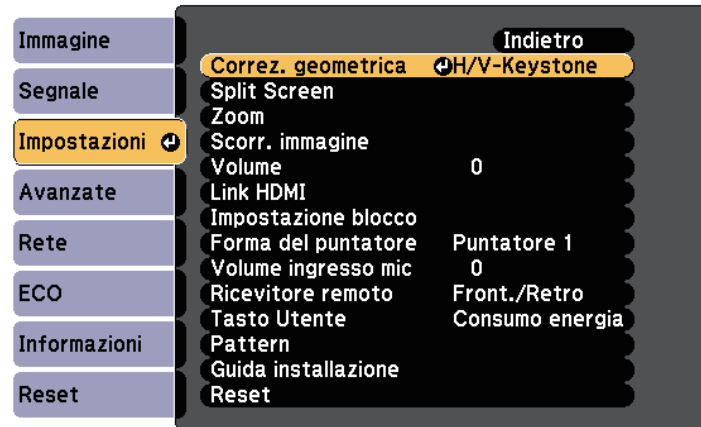 Immagine
Segnale
Impostazioni
Avanzate
Rete
ECO
Informazioni
Reset
Indietro
Correz. geometrica H/V-Keystone
Split Screen
Zoom
Scorr. immagine
Volume 0
Link HDMI
Impostazione blocco
Forma del puntatore Puntatore 1
Volume ingresso mic 0
Ricevitore remoto Front./Retro
Tasto Utente Consumo energia
Pattern
Guida installazione
Reset